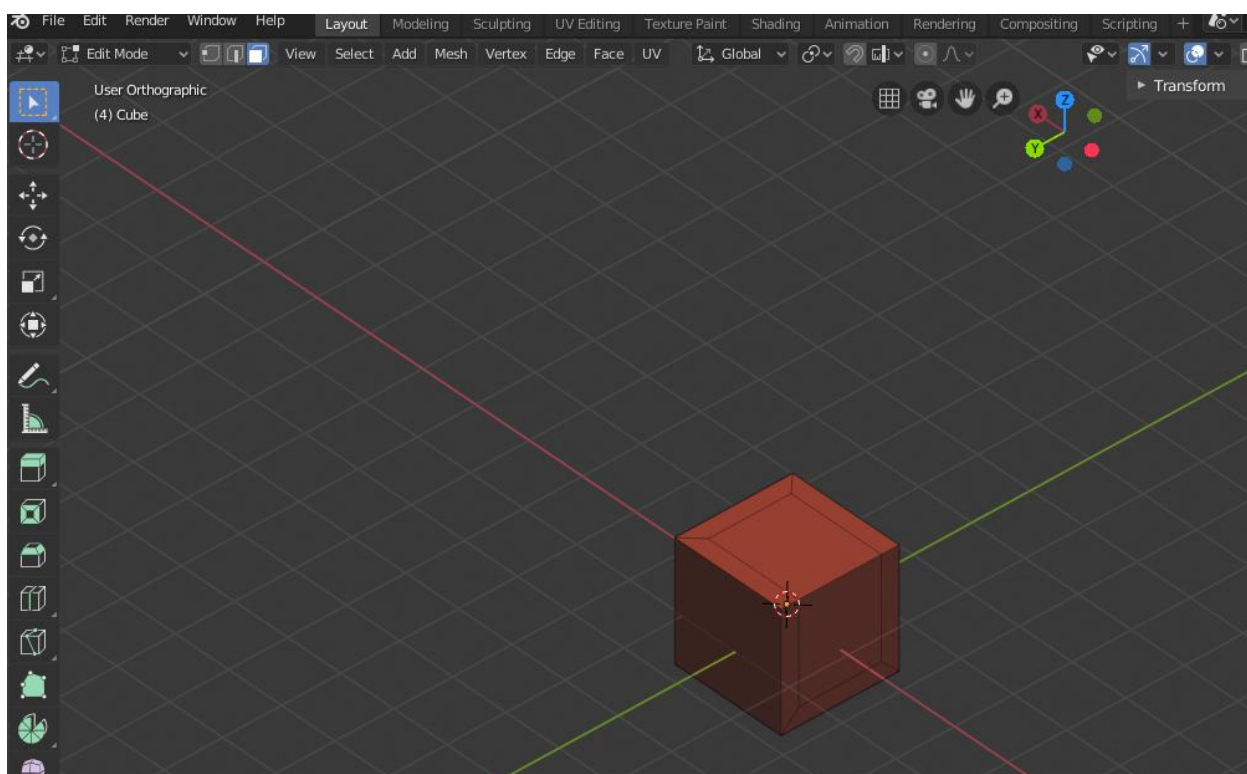 File Edit Render Window Help Layout Modeling Sculpting UV Editing Texture Paint Shading Animation Rendering Compositing Scripting +
Edit Mode View Select Add Mesh Vertex Edge Face UV Global
User Orthographic
(4) Cube
Transform
Z
X
Y